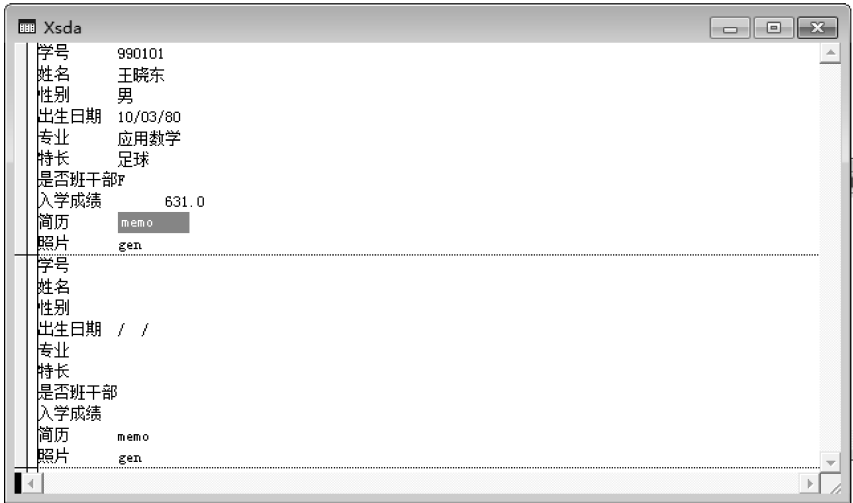 Xsda
学号 990101
姓名 王晓东
性别 男
出生日期 10/03/80
专业 应用数学
特长 足球
是否班干部F
入学成绩 631.0
简历 memo
照片 gen
学号
姓名
性别
出生日期 / /
专业
特长
是否班干部
入学成绩
简历 memo
照片 gen